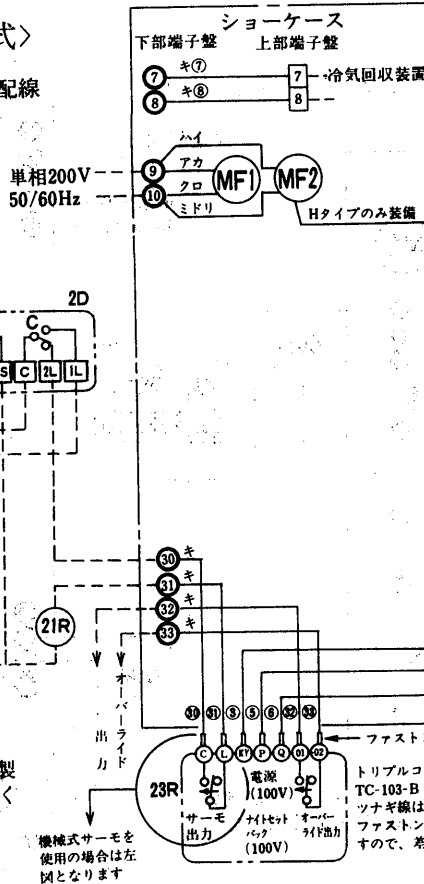 式〉
配線
ショーケース
下部端子盤 上部端子盤
7 キ⑦ 7 冷気回収装置
8 キ⑧ 8
単相200V
50/60Hz
9
10
ハイ
アカ
クロ
ミドリ
MF1
MF2
Hタイプのみ装備
2D
C
S C 2L 1L
21R
30 キ
31 キ
32 キ
33 キ
オーバーライド
出力
30 31 5 6 32 33
ファスト
C L KY P Q 01 02
23R
サーモ
出力
電源
(100V)
ナイトセット
バック
(100V)
オーバー
ライド出力
トリプルコ
TC-103-B
ツナギ線は
ファストン
すので、
製
く
機械式サーモを
使用の場合は左
図となります